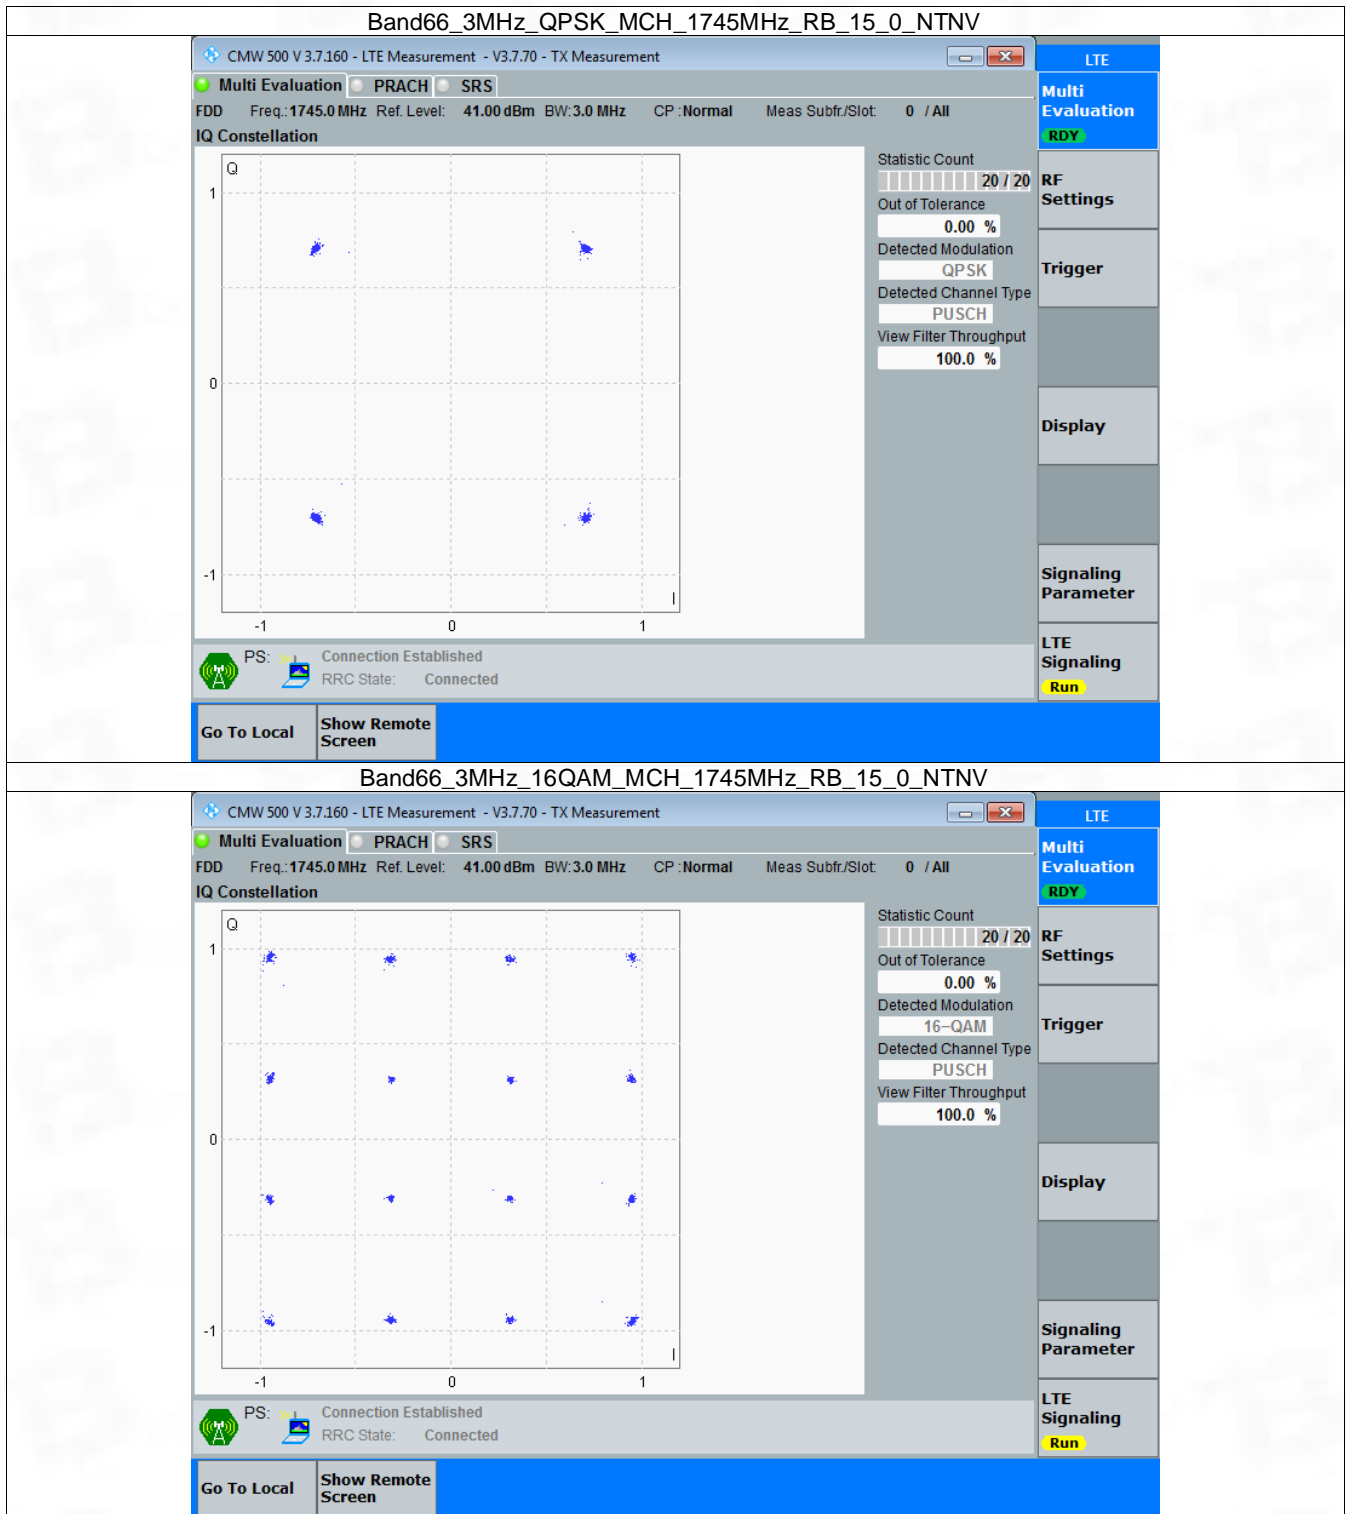 Band66_3MHz_QPSK_MCH_1745MHz_RB_15_0_NTNV
CMW 500 V 3.7.160 - LTE Measurement - V3.7.70 - TX Measurement
LTE
Multi Evaluation PRACH SRS
FDD Freq.:1745.0 MHz Ref. Level: 41.00 dBm BW:3.0 MHz CP :Normal Meas Subfr./Slot: 0 / All
IQ Constellation
Q
1
0
-1
I
-1 0 1
Statistic Count
20 / 20
Out of Tolerance
0.00 %
Detected Modulation
QPSK
Detected Channel Type
PUSCH
View Filter Throughput
100.0 %
Multi
Evaluation
RDY
RF
Settings
Trigger
Display
Signaling
Parameter
LTE
Signaling
Run
PS: Connection Established
RRC State: Connected
Go To Local
Show Remote
Screen
Band66_3MHz_16QAM_MCH_1745MHz_RB_15_0_NTNV
CMW 500 V 3.7.160 - LTE Measurement - V3.7.70 - TX Measurement
LTE
Multi Evaluation PRACH SRS
FDD Freq.:1745.0 MHz Ref. Level: 41.00 dBm BW:3.0 MHz CP :Normal Meas Subfr./Slot: 0 / All
IQ Constellation
Q
1
0
-1
I
-1 0 1
Statistic Count
20 / 20
Out of Tolerance
0.00 %
Detected Modulation
16-QAM
Detected Channel Type
PUSCH
View Filter Throughput
100.0 %
Multi
Evaluation
RDY
RF
Settings
Trigger
Display
Signaling
Parameter
LTE
Signaling
Run
PS: Connection Established
RRC State: Connected
Go To Local
Show Remote
Screen